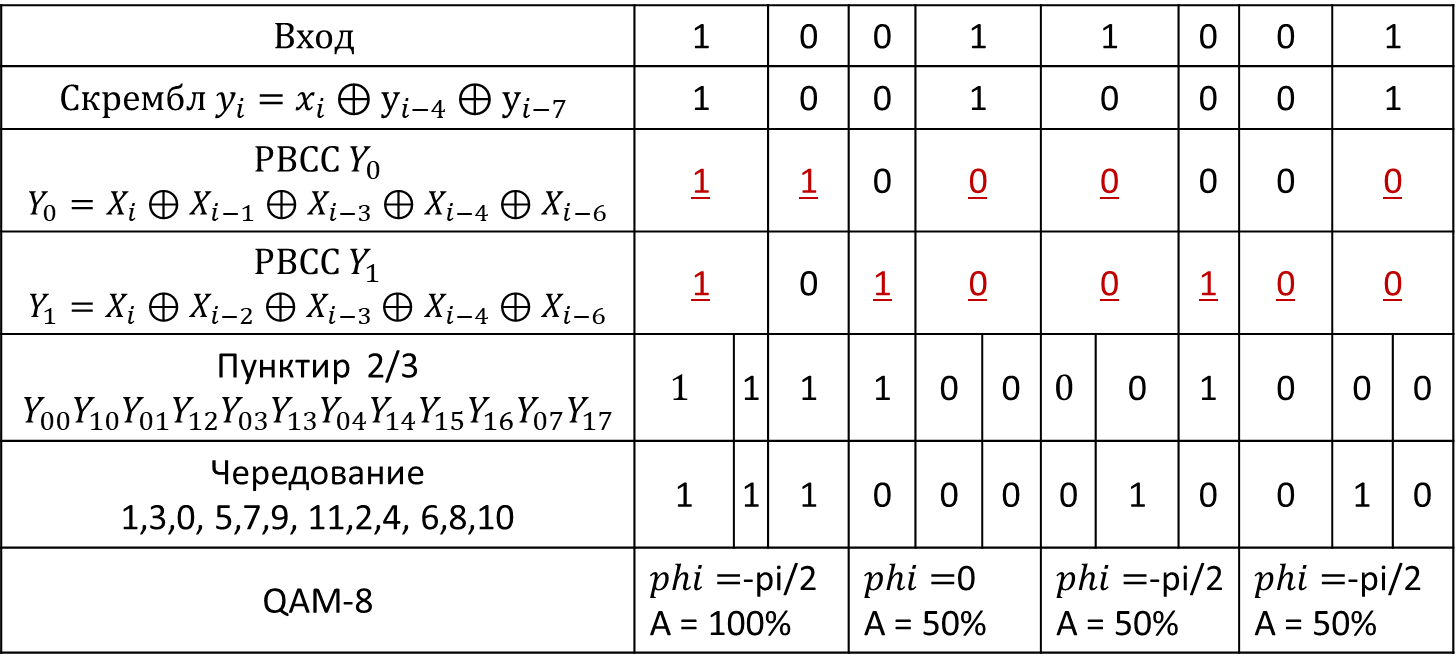 Вход 1 0 0 1 1 0 0 1
Скрембл yᵢ = xᵢ ⊕ yᵢ₋₄ ⊕ yᵢ₋₇ 1 0 0 1 0 0 0 1
РВСС Y₀
Y₀ = Xᵢ ⊕ Xᵢ₋₁ ⊕ Xᵢ₋₃ ⊕ Xᵢ₋₄ ⊕ Xᵢ₋₆ 1 1 0 0 0 0 0 0
РВСС Y₁
Y₁ = Xᵢ ⊕ Xᵢ₋₂ ⊕ Xᵢ₋₃ ⊕ Xᵢ₋₄ ⊕ Xᵢ₋₆ 1 0 1 0 0 1 0 0
Пунктир 2/3
Y₀₀Y₁₀Y₀₁Y₁₂Y₀₃Y₁₃Y₀₄Y₁₄Y₁₅Y₁₆Y₀₇Y₁₇ 1 1 1 1 0 0 0 0 1 0 0 0
Чередование
1,3,0, 5,7,9, 11,2,4, 6,8,10 1 1 1 0 0 0 0 1 0 0 1 0
QAM-8
phi =-pi/2 phi =0 phi =-pi/2 phi =-pi/2
A = 100% A = 50% A = 50% A = 50%